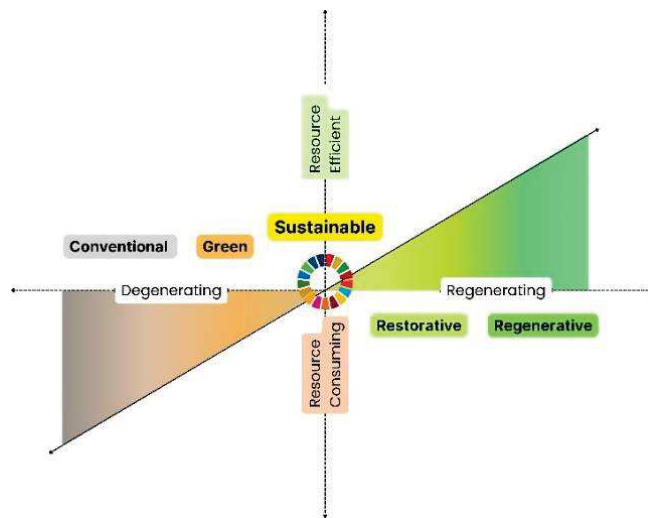 Resource
Efficient
Sustainable
Conventional
Green
Degenerating
Regenerating
Restorative
Regenerative
Resource
Consuming